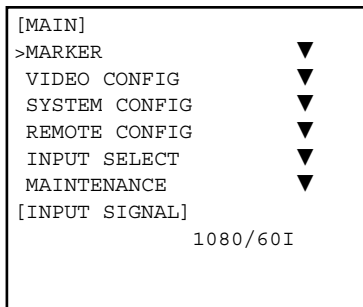 [MAIN]
>MARKER ▼
VIDEO CONFIG ▼
SYSTEM CONFIG ▼
REMOTE CONFIG ▼
INPUT SELECT ▼
MAINTENANCE ▼
[INPUT SIGNAL]
1080/60I